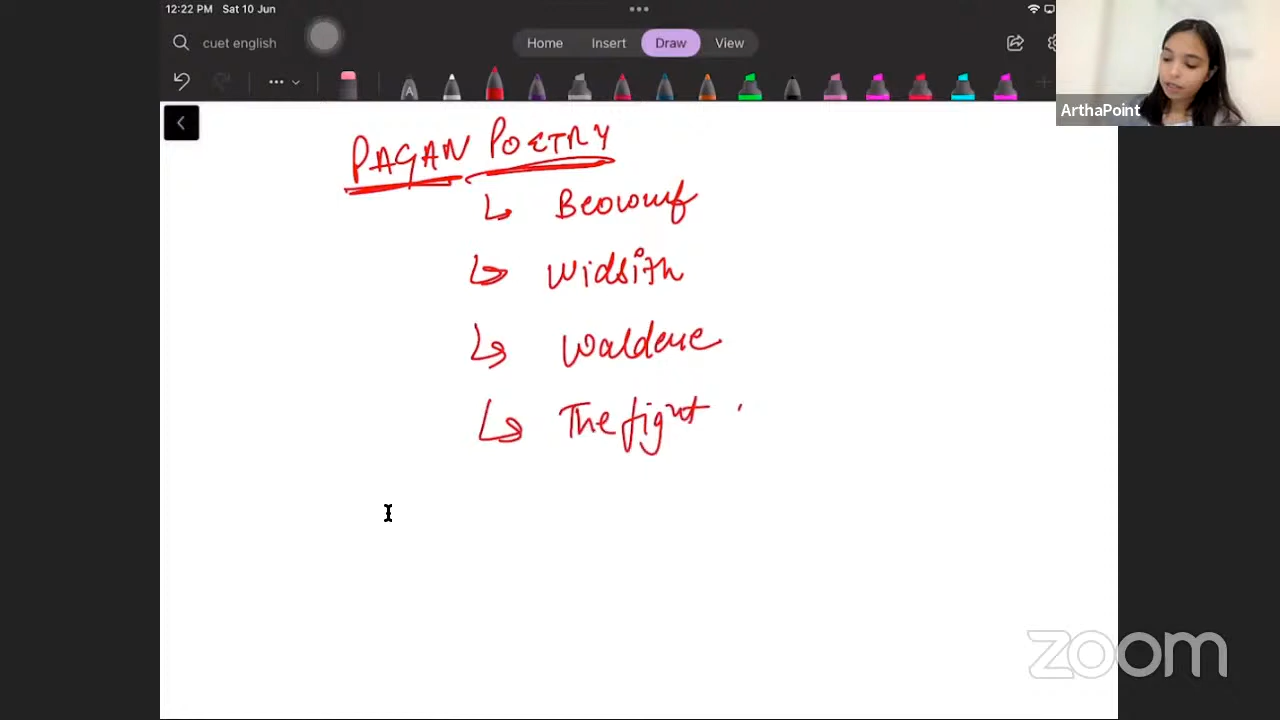 12:22 PM Sat 10 Jun
cuet english
Home Insert Draw View
ArthaPoint
PAGAN POETRY
Beowulf
Widsith
Waldere
The fight
zoom